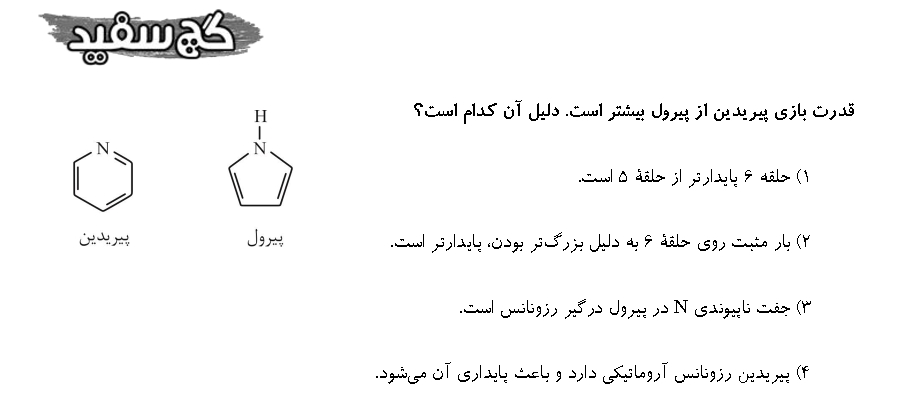 گچ سفید
قدرت بازی پیریدین از پیرول بیشتر است. دلیل آن کدام است؟
H
N
N
پیریدین
پیرول
۱) حلقه ۶ پایدارتر از حلقهٔ ۵ است.
۲) بار مثبت روی حلقهٔ ۶ به دلیل بزرگ‌تر بودن، پایدارتر است.
۳) جفت ناپیوندی N در پیرول درگیر رزونانس است.
۴) پیریدین رزونانس آروماتیکی دارد و باعث پایداری آن می‌شود.